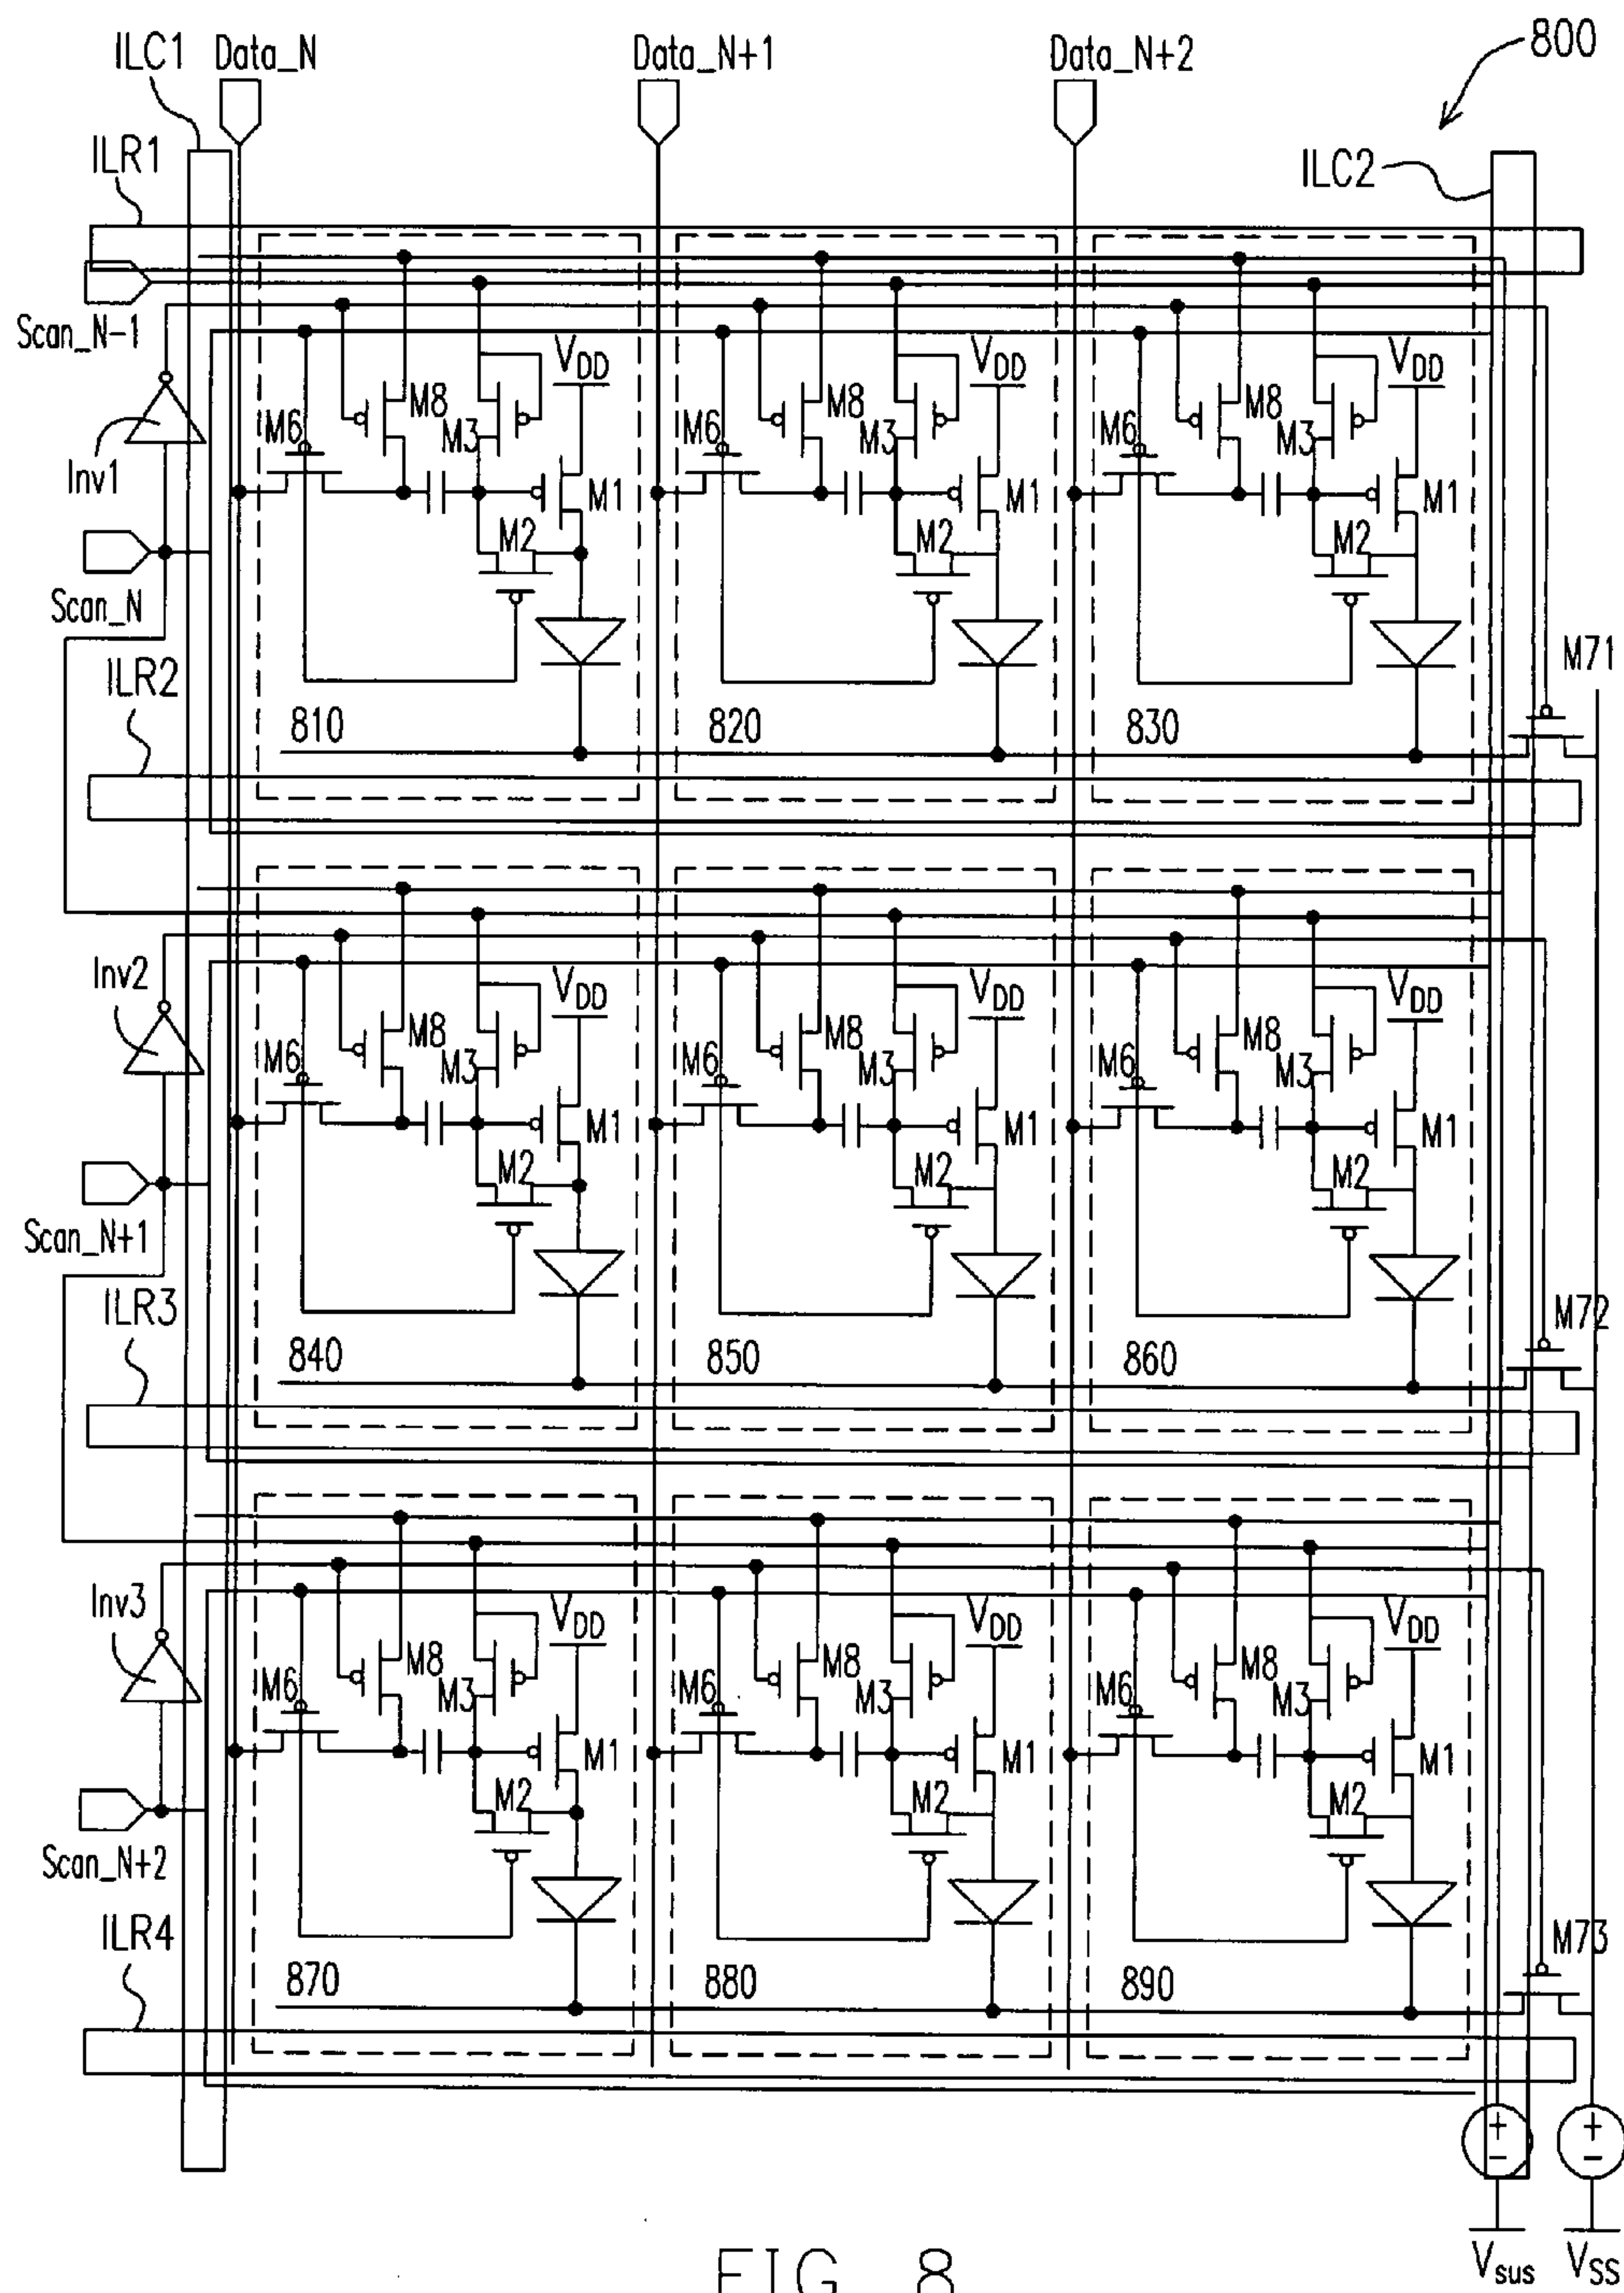 ILC1 Data_N Data_N+1 Data_N+2 800
ILR1 ILC2
Scan_N-1
VDD VDD VDD
M6 M8 M3 M6 M8 M3 M6 M8 M3
Inv1 M1 M1 M1
M2 M2 M2
Scan_N
ILR2 M71
810 820 830
Inv2 VDD VDD VDD
M6 M8 M3 M6 M8 M3 M6 M8 M3
M1 M1 M1
M2 M2 M2
Scan_N+1
ILR3 M72
840 850 860
Inv3 VDD VDD VDD
M6 M8 M3 M6 M8 M3 M6 M8 M3
M1 M1 M1
M2 M2 M2
Scan_N+2
ILR4 M73
870 880 890
+ +
- -
Vsus VSS
FIG. 8